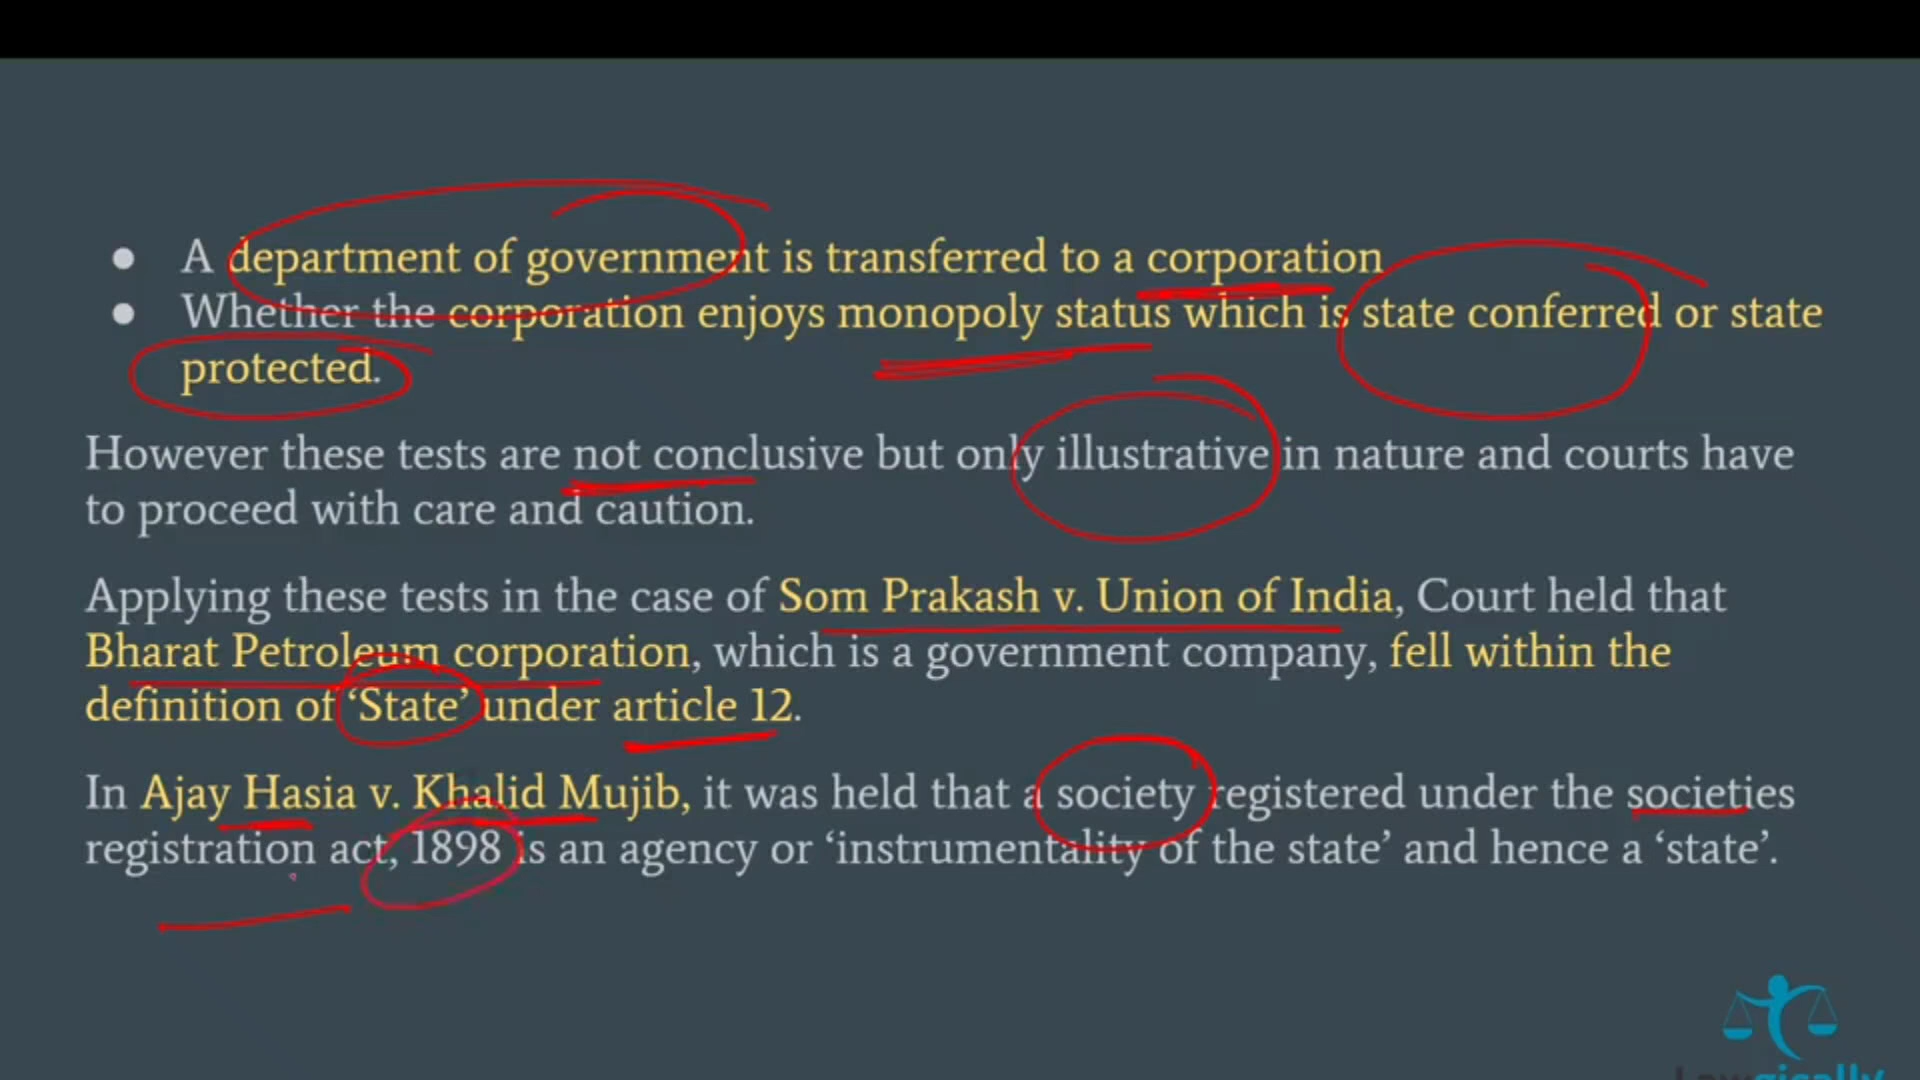 ● A department of government is transferred to a corporation
● Whether the corporation enjoys monopoly status which is state conferred or state
protected.
However these tests are not conclusive but only illustrative in nature and courts have
to proceed with care and caution.
Applying these tests in the case of Som Prakash v. Union of India, Court held that
Bharat Petroleum corporation, which is a government company, fell within the
definition of ‘State’ under article 12.
In Ajay Hasia v. Khalid Mujib, it was held that a society registered under the societies
registration act, 1898 is an agency or ‘instrumentality of the state’ and hence a ‘state’.
Lawgically